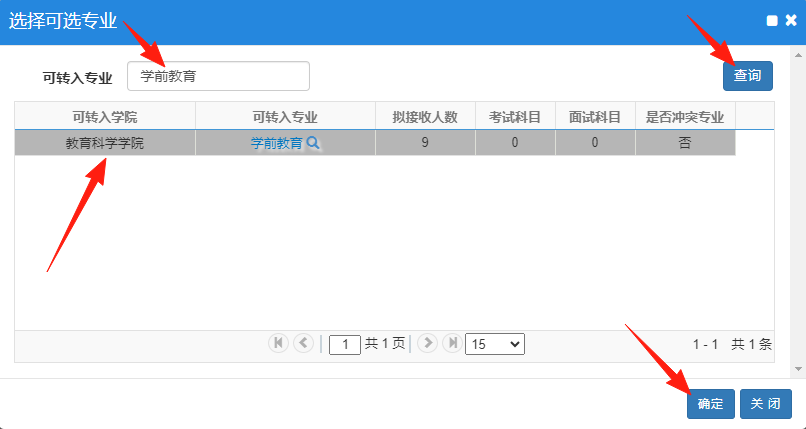 选择可选专业
可转入专业 学前教育 查询
可转入学院 可转入专业 拟接收人数 考试科目 面试科目 是否冲突专业
教育科学学院 学前教育 9 0 0 否
1 共 1 页 15 1 - 1 共 1 条
确定 关 闭